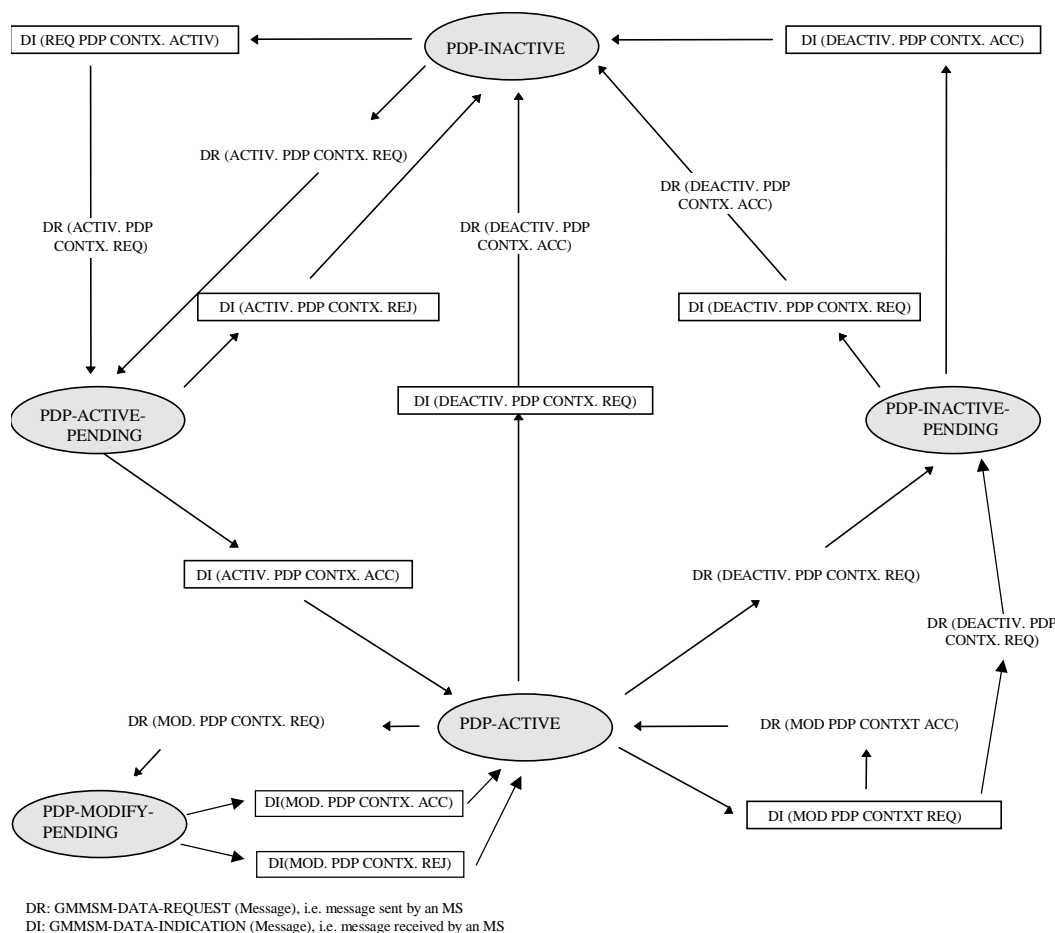 DI (REQ PDP CONTX. ACTIV)
PDP-INACTIVE
DI (DEACTIV. PDP CONTX. ACC)
DR (ACTIV. PDP CONTX. REQ)
DR (DEACTIV. PDP
CONTX. ACC)
DR (ACTIV. PDP
CONTX. REQ)
DR (DEACTIV. PDP
CONTX. ACC)
DI (ACTIV. PDP CONTX. REJ)
DI (DEACTIV. PDP CONTX. REQ)
PDP-ACTIVE-
PENDING
DI (DEACTIV. PDP CONTX. REQ)
PDP-INACTIVE-
PENDING
DI (ACTIV. PDP CONTX. ACC)
DR (DEACTIV. PDP CONTX. REQ)
DR (DEACTIV. PDP
CONTX. REQ)
DR (MOD. PDP CONTX. REQ)
PDP-ACTIVE
DR (MOD PDP CONTXT ACC)
PDP-MODIFY-
PENDING
DI(MOD. PDP CONTX. ACC)
DI (MOD PDP CONTXT REQ)
DI(MOD. PDP CONTX. REJ)
DR: GMMSM-DATA-REQUEST (Message), i.e. message sent by an MS
DI: GMMSM-DATA-INDICATION (Message), i.e. message received by an MS